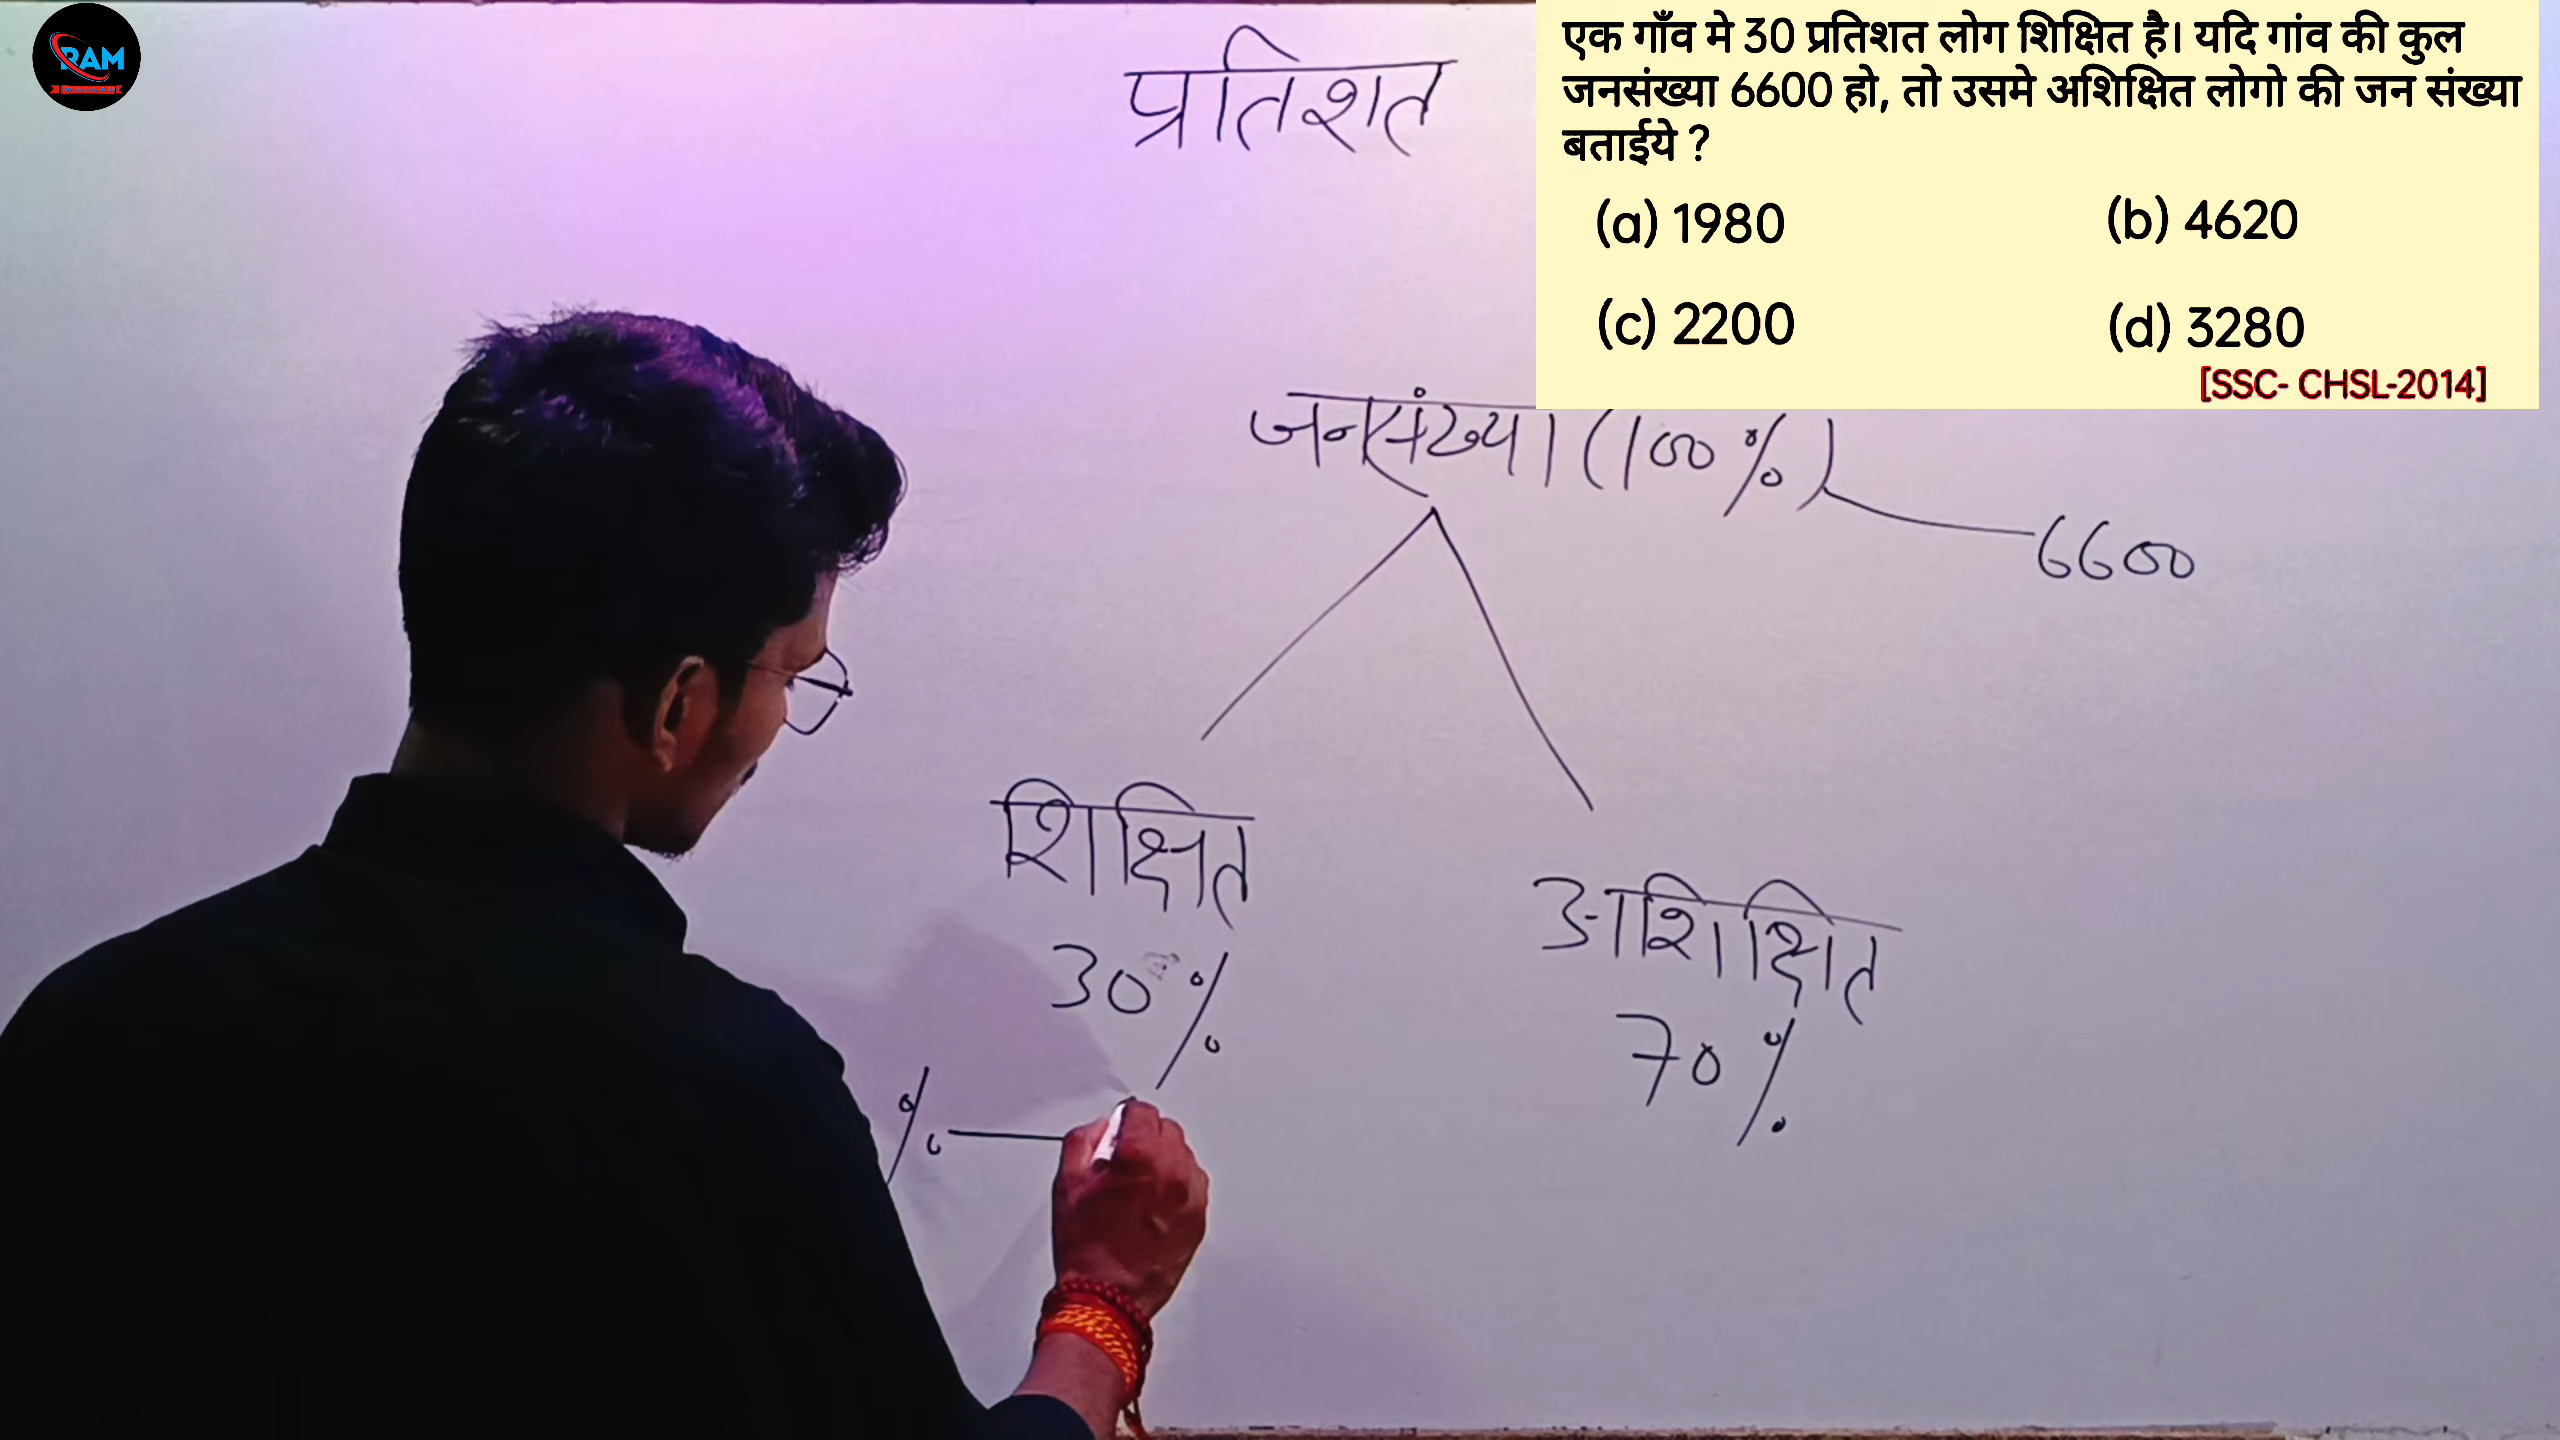 RAM
एक गाँव मे 30 प्रतिशत लोग शिक्षित है। यदि गांव की कुल
जनसंख्या 6600 हो, तो उसमे अशिक्षित लोगो की जन संख्या
बताईये ?
(a) 1980 (b) 4620
(c) 2200 (d) 3280
[SSC- CHSL-2014]
प्रतिशत
जनसंख्या (100%)
6600
शिक्षित
30%
अशिक्षित
70%
%